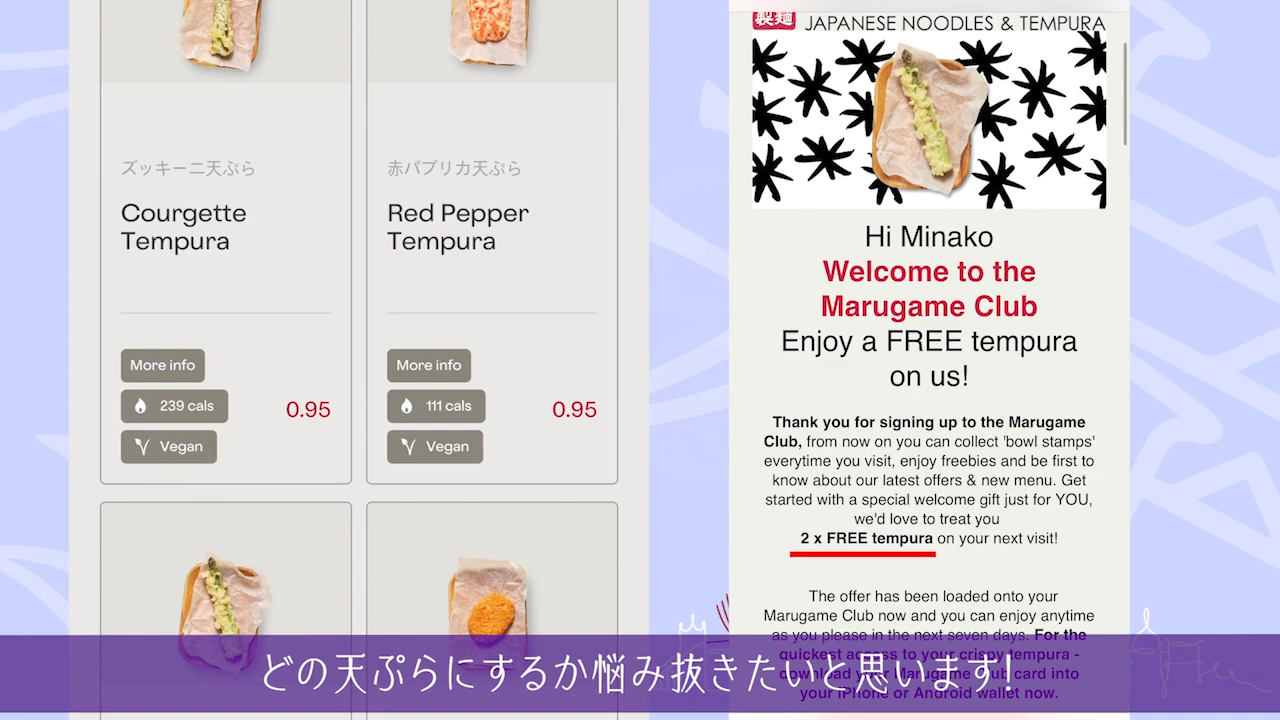 ズッキーニ天ぷら
Courgette
Tempura
More info
239 cals
0.95
Vegan
赤パプリカ天ぷら
Red Pepper
Tempura
More info
111 cals
0.95
Vegan
製麺
JAPANESE NOODLES & TEMPURA
Hi Minako
Welcome to the
Marugame Club
Enjoy a FREE tempura
on us!
Thank you for signing up to the Marugame
Club, from now on you can collect 'bowl stamps'
everytime you visit, enjoy freebies and be first to
know about our latest offers & new menu. Get
started with a special welcome gift just for YOU,
we'd love to treat you
2 x FREE tempura on your next visit!
The offer has been loaded onto your
Marugame Club now and you can enjoy anytime
as you please in the next seven days. For the
quickest access to your crispy tempura -
download your Marugame Club card into
your iPhone or Android wallet now.
どの天ぷらにするか悩み抜きたいと思います!